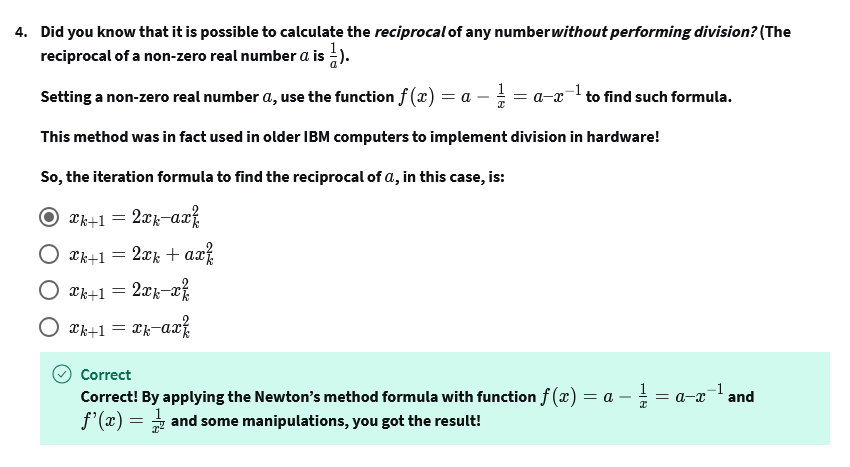 4. Did you know that it is possible to calculate the reciprocal of any number without performing division? (The
reciprocal of a non-zero real number a is 1/a).
Setting a non-zero real number a, use the function f(x) = a − 1/x = a–x^−1 to find such formula.
This method was in fact used in older IBM computers to implement division in hardware!
So, the iteration formula to find the reciprocal of a, in this case, is:
x_{k+1} = 2x_k–ax_k^2
x_{k+1} = 2x_k + ax_k^2
x_{k+1} = 2x_k–x_k^2
x_{k+1} = x_k–ax_k^2
Correct
Correct! By applying the Newton's method formula with function f(x) = a − 1/x = a–x^−1 and
f'(x) = 1/x^2 and some manipulations, you got the result!